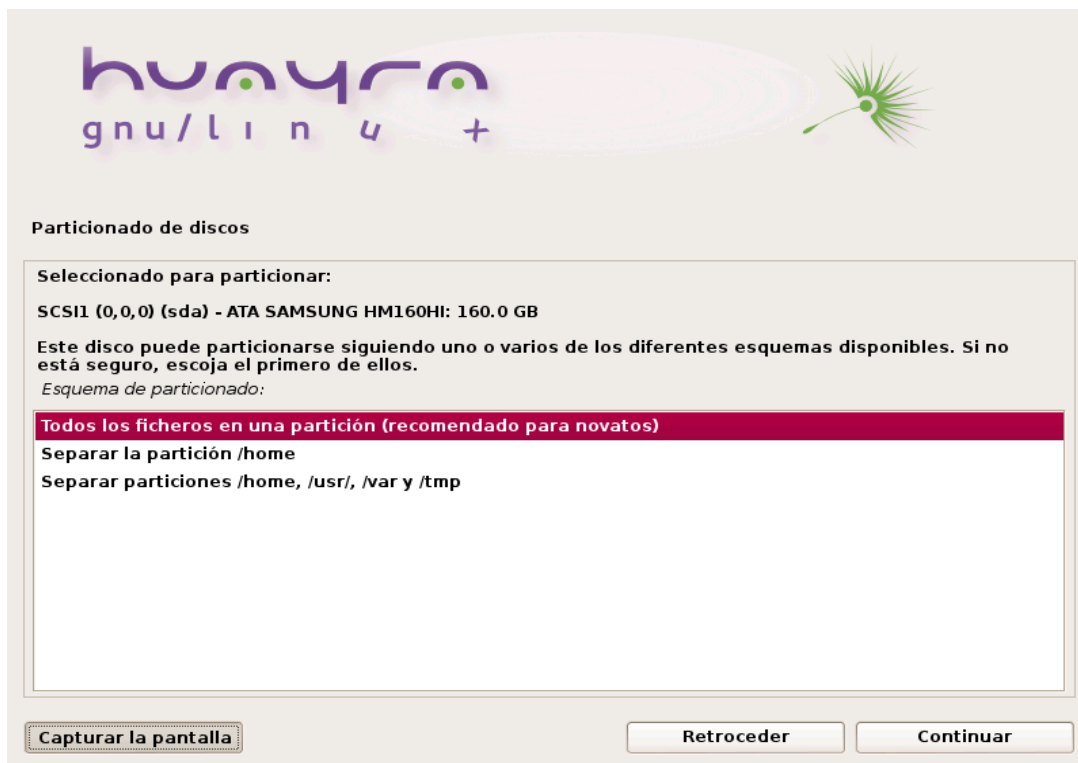 huayra
gnu/linux
Particionado de discos
Seleccionado para particionar:
SCSI1 (0,0,0) (sda) - ATA SAMSUNG HM160HI: 160.0 GB
Este disco puede particionarse siguiendo uno o varios de los diferentes esquemas disponibles. Si no
está seguro, escoja el primero de ellos.
Esquema de particionado:
Todos los ficheros en una partición (recomendado para novatos)
Separar la partición /home
Separar particiones /home, /usr/, /var y /tmp
Capturar la pantalla
Retroceder
Continuar